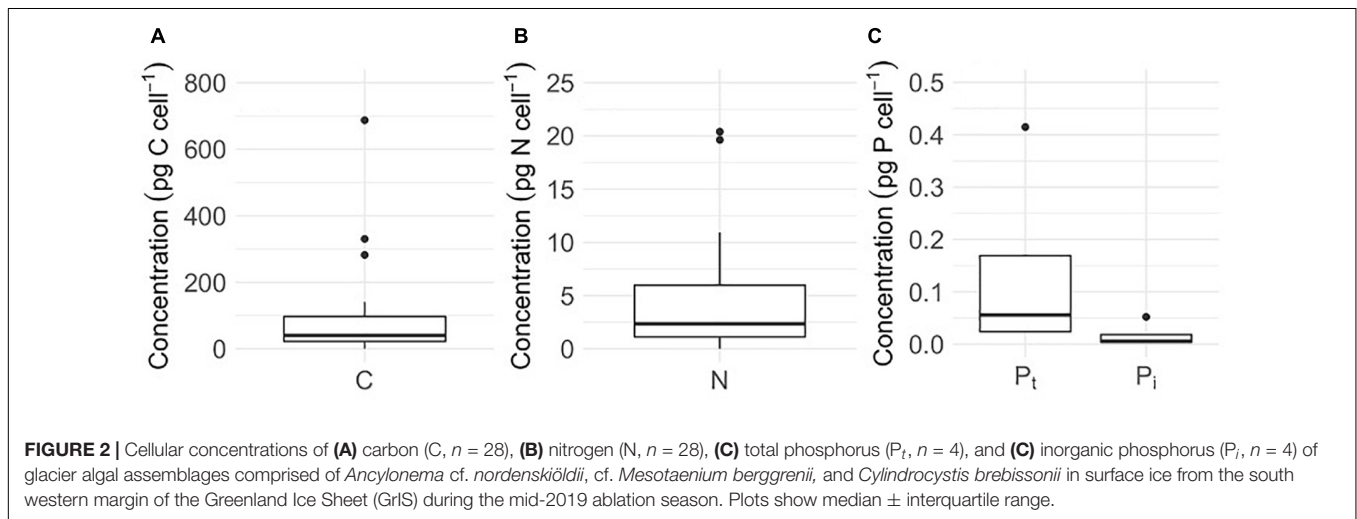 A
B
C
Concentration (pg C cell⁻¹)
800
600
400
200
0
C
Concentration (pg N cell⁻¹)
25
20
15
10
5
0
N
Concentration (pg P cell⁻¹)
0.5
0.4
0.3
0.2
0.1
0.0
Pt Pi
FIGURE 2 | Cellular concentrations of (A) carbon (C, n = 28), (B) nitrogen (N, n = 28), (C) total phosphorus (Pt, n = 4), and (C) inorganic phosphorus (Pi, n = 4) of
glacier algal assemblages comprised of Ancylonema cf. nordenskiöldii, cf. Mesotaenium berggrenii, and Cylindrocystis brebissonii in surface ice from the south
western margin of the Greenland Ice Sheet (GrIS) during the mid-2019 ablation season. Plots show median ± interquartile range.